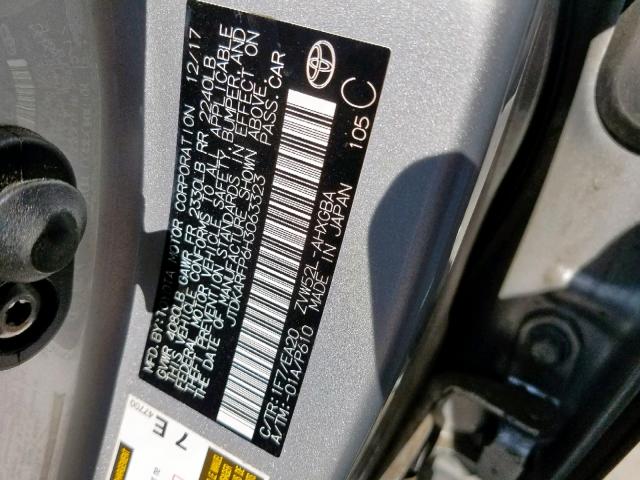 MFD. BY: TOYOTA MOTOR CORPORATION 12/17
GVWR 4080LB GAWR FR 2330LB RR 2240LB
THIS VEHICLE CONFORMS TO ALL APPLICABLE
FEDERAL MOTOR VEHICLE SAFETY, BUMPER, AND
THEFT PREVENTION STANDARDS IN EFFECT ON
THE DATE OF MANUFACTURE SHOWN ABOVE.
PASS. CAR
C/TR: 1F7/EA20 ZVW52L-AHXGBA
A/TM: -01A/P610 MADE IN JAPAN
105 C
7 E
47700